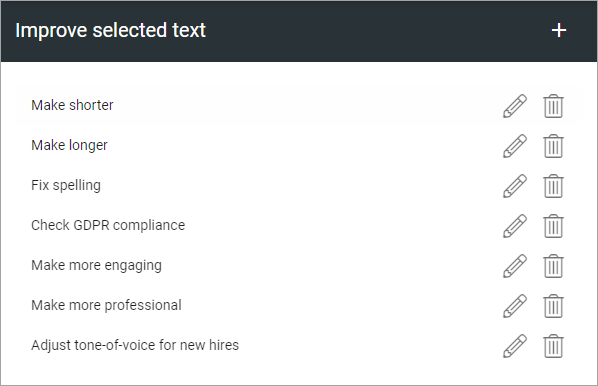 Improve selected text
Make shorter
Make longer
Fix spelling
Check GDPR compliance
Make more engaging
Make more professional
Adjust tone-of-voice for new hires